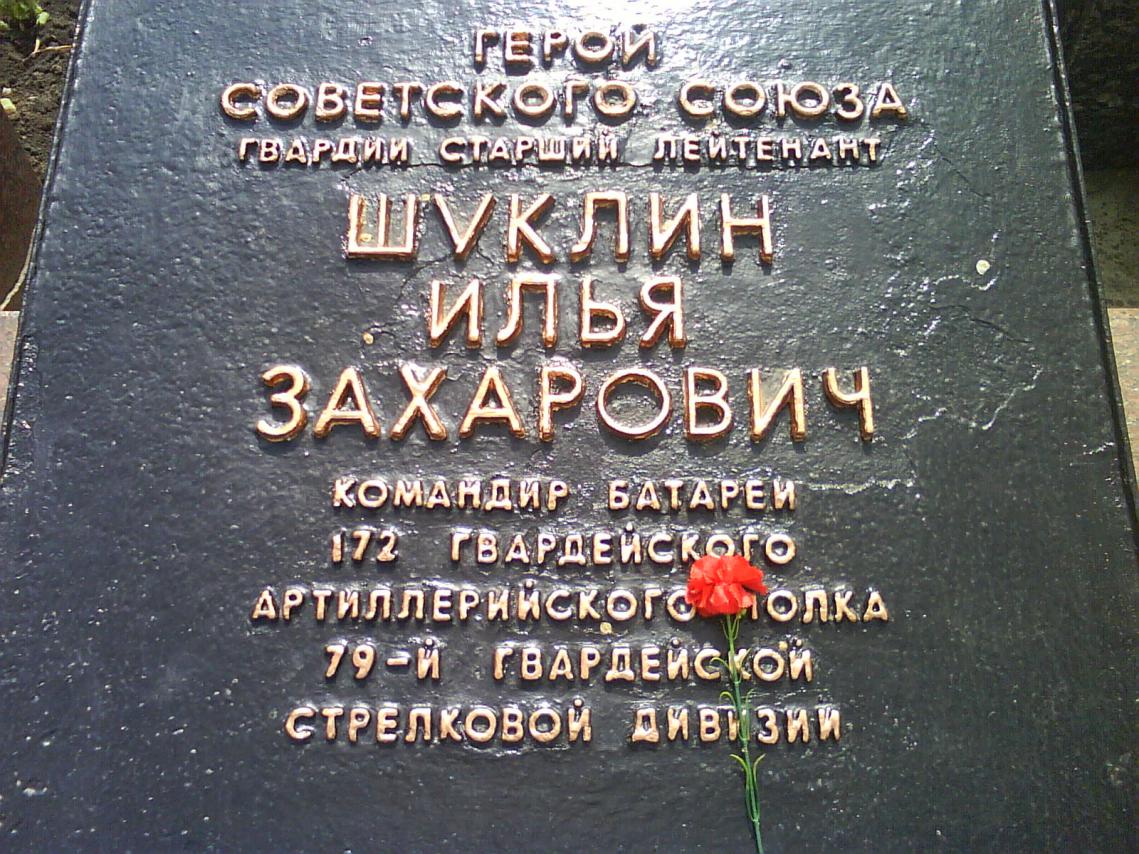 ГЕРОЙ
СОВЕТСКОГО СОЮЗА
ГВАРДИИ СТАРШИЙ ЛЕЙТЕНАНТ
ШУКЛИН
ИЛЬЯ
ЗАХАРОВИЧ
КОМАНДИР БАТАРЕИ
172 ГВАРДЕЙСКОГО
АРТИЛЛЕРИЙСКОГО ПОЛКА
79-Й ГВАРДЕЙСКОЙ
СТРЕЛКОВОЙ ДИВИЗИИ